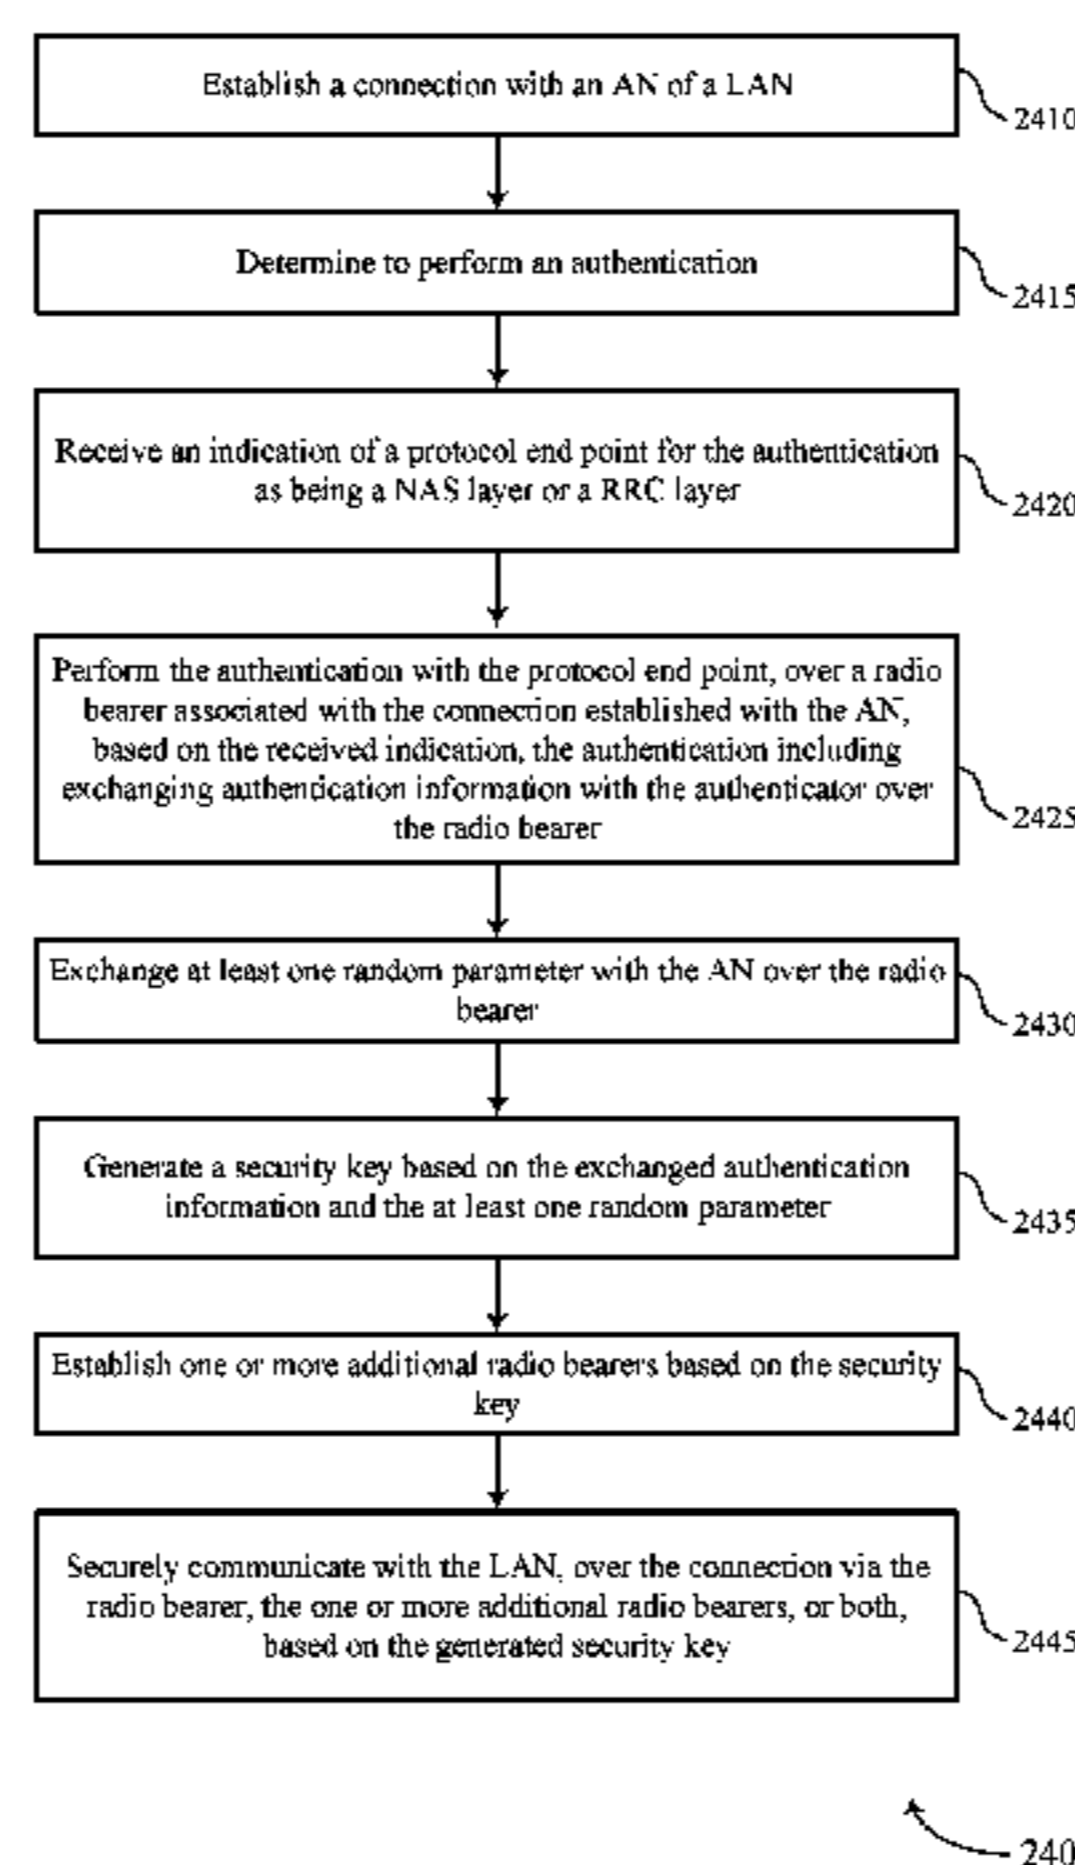 Establish a connection with an AN of a LAN
2410
Determine to perform an authentication
2415
Receive an indication of a protocol end point for the authentication
as being a NAS layer or a RRC layer
2420
Perform the authentication with the protocol end point, over a radio
bearer associated with the connection established with the AN,
based on the received indication, the authentication including
exchanging authentication information with the authenticator over
the radio bearer
2425
Exchange at least one random parameter with the AN over the radio
bearer
2430
Generate a security key based on the exchanged authentication
information and the at least one random parameter
2435
Establish one or more additional radio bearers based on the security
key
2440
Securely communicate with the LAN, over the connection via the
radio bearer, the one or more additional radio bearers, or both,
based on the generated security key
2445
240